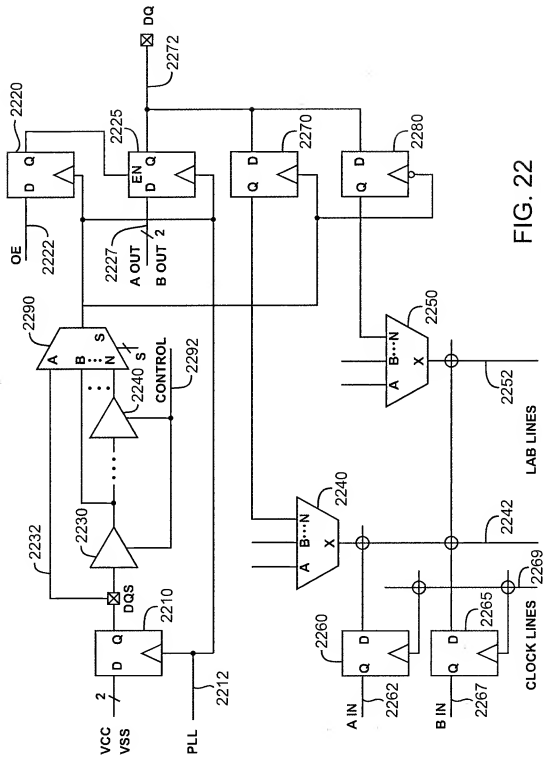 DQ
2272
2220
Q
D
2222
OE
2225
EN
Q
D
2227
A OUT
B OUT
2
2270
D
Q
2280
D
Q
FIG. 22
2290
A
B
N
S
S
2240
CONTROL
2292
2230
2232
DQS
2210
Q
D
2
VCC
VSS
PLL
2212
2250
A
B
N
X
2252
LAB LINES
2240
A
B
N
X
2242
2269
CLOCK LINES
2260
D
Q
A IN
2262
2265
D
Q
B IN
2267